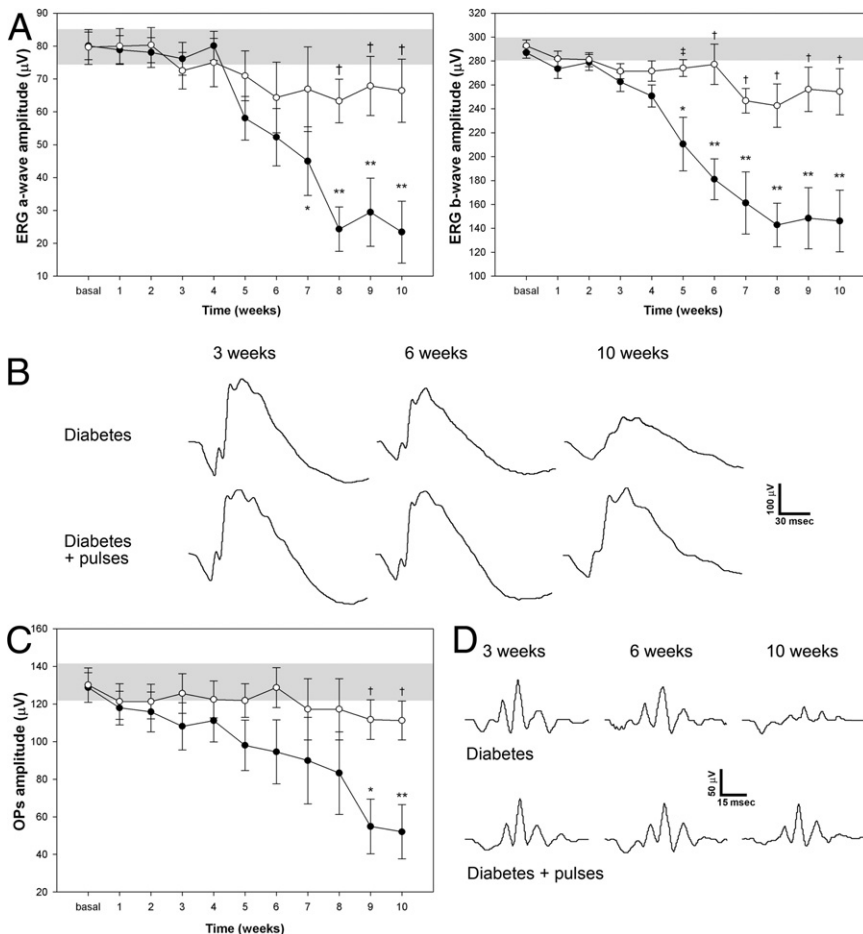 A
ERG a-wave amplitude (μV)
90
80
70
60
50
40
30
20
10
† † †
* ** ** **
basal 1 2 3 4 5 6 7 8 9 10
Time (weeks)
ERG b-wave amplitude (μV)
320
300
280
260
240
220
200
180
160
140
120
100
‡ † † † † †
* ** ** ** ** **
basal 1 2 3 4 5 6 7 8 9 10
Time (weeks)
B
3 weeks 6 weeks 10 weeks
Diabetes
Diabetes
+ pulses
100 μV
30 msec
C
OPs amplitude (μV)
160
140
120
100
80
60
40
20
† †
* **
basal 1 2 3 4 5 6 7 8 9 10
Time (weeks)
D
3 weeks 6 weeks 10 weeks
Diabetes
50 μV
15 msec
Diabetes + pulses